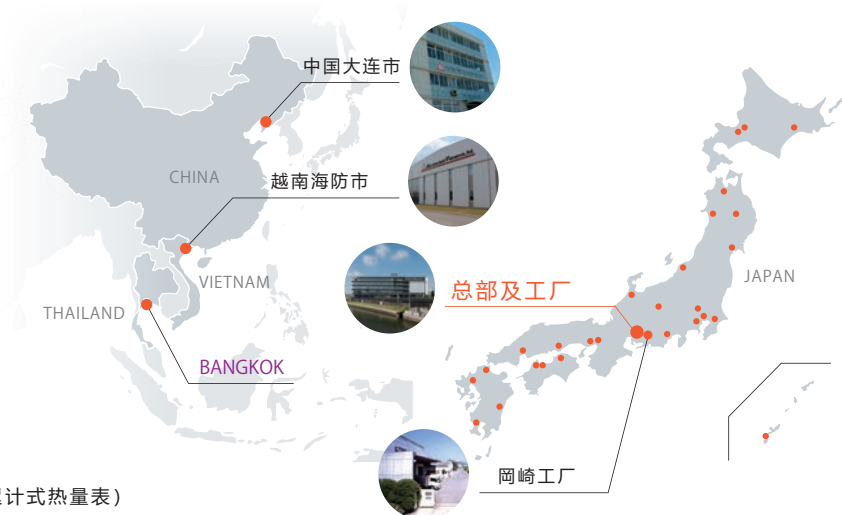 中国大连市
CHINA
越南海防市
VIETNAM
THAILAND
BANGKOK
总部及工厂
JAPAN
岡崎工厂
计式热量表）